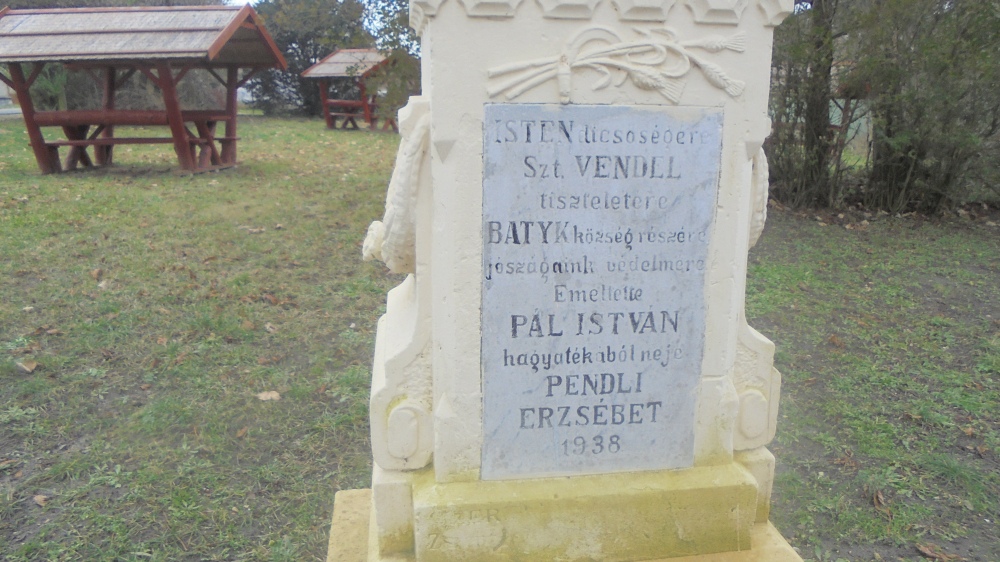 ISTEN dicsőségére
Szt. VENDEL
tiszteletére
BATYK község részére
jószágaink védelmére
Emeltette
PÁL ISTVÁN
hagyatékából neje
PENDLI
ERZSÉBET
1938